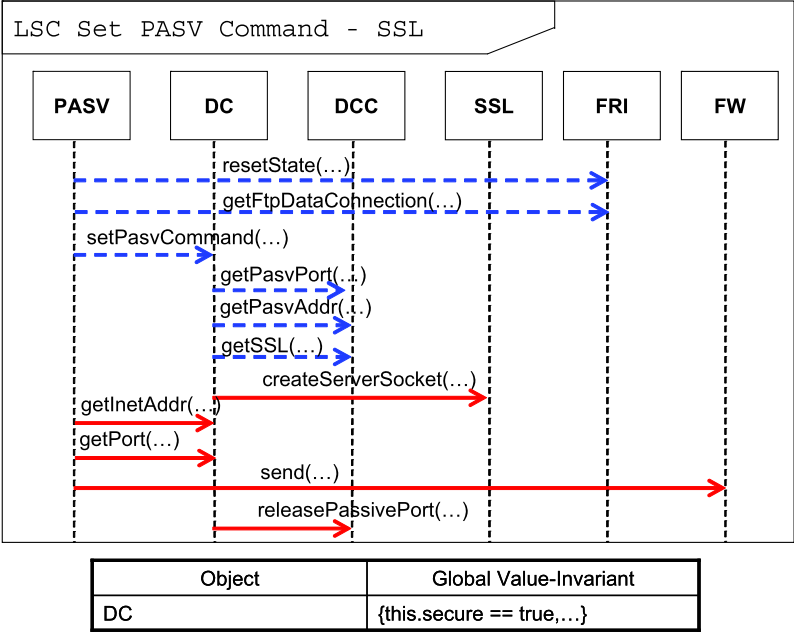 LSC Set PASV Command - SSL
PASV DC DCC SSL FRI FW
resetState(…)
getFtpDataConnection(…)
setPasvCommand(…)
getPasvPort(…)
getPasvAddr(…)
getSSL(…)
createServerSocket(…)
getInetAddr(…)
getPort(…)
send(…)
releasePassivePort(…)
Object Global Value-Invariant
DC {this.secure == true,…}